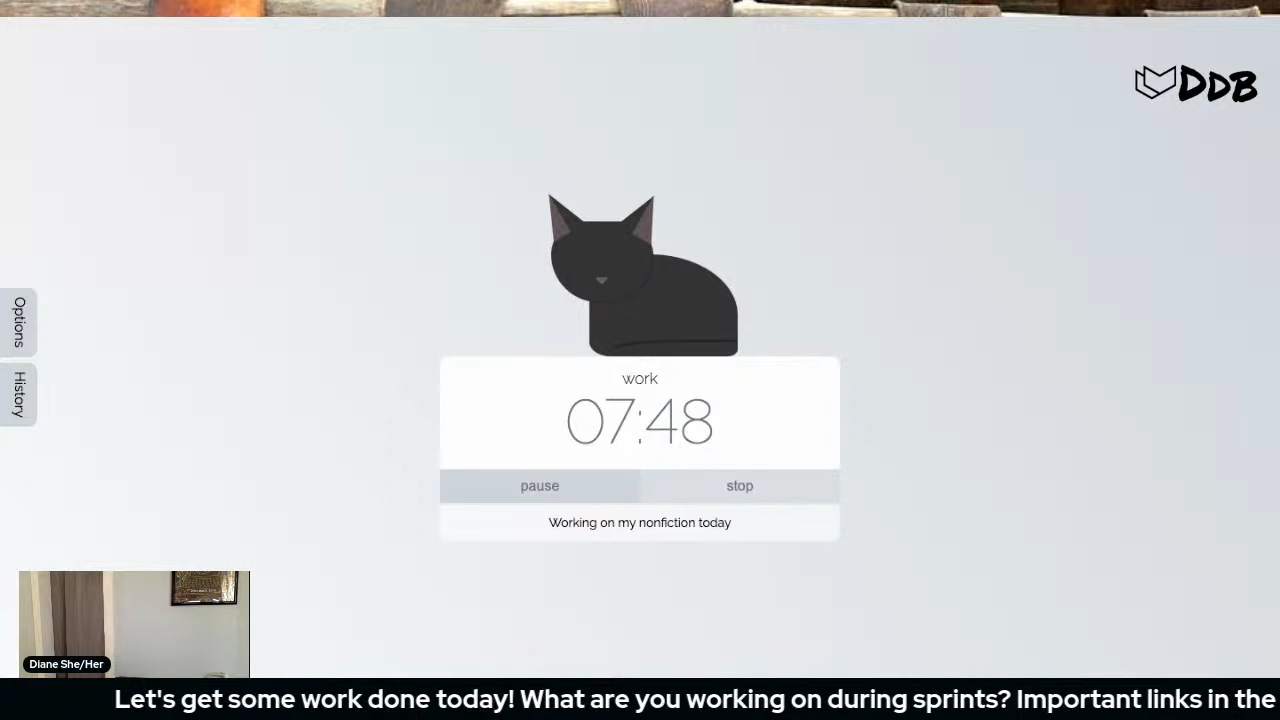 DDB
Options
History
work
07:48
pause
stop
Working on my nonfiction today
Diane She/Her
Let's get some work done today! What are you working on during sprints? Important links in the